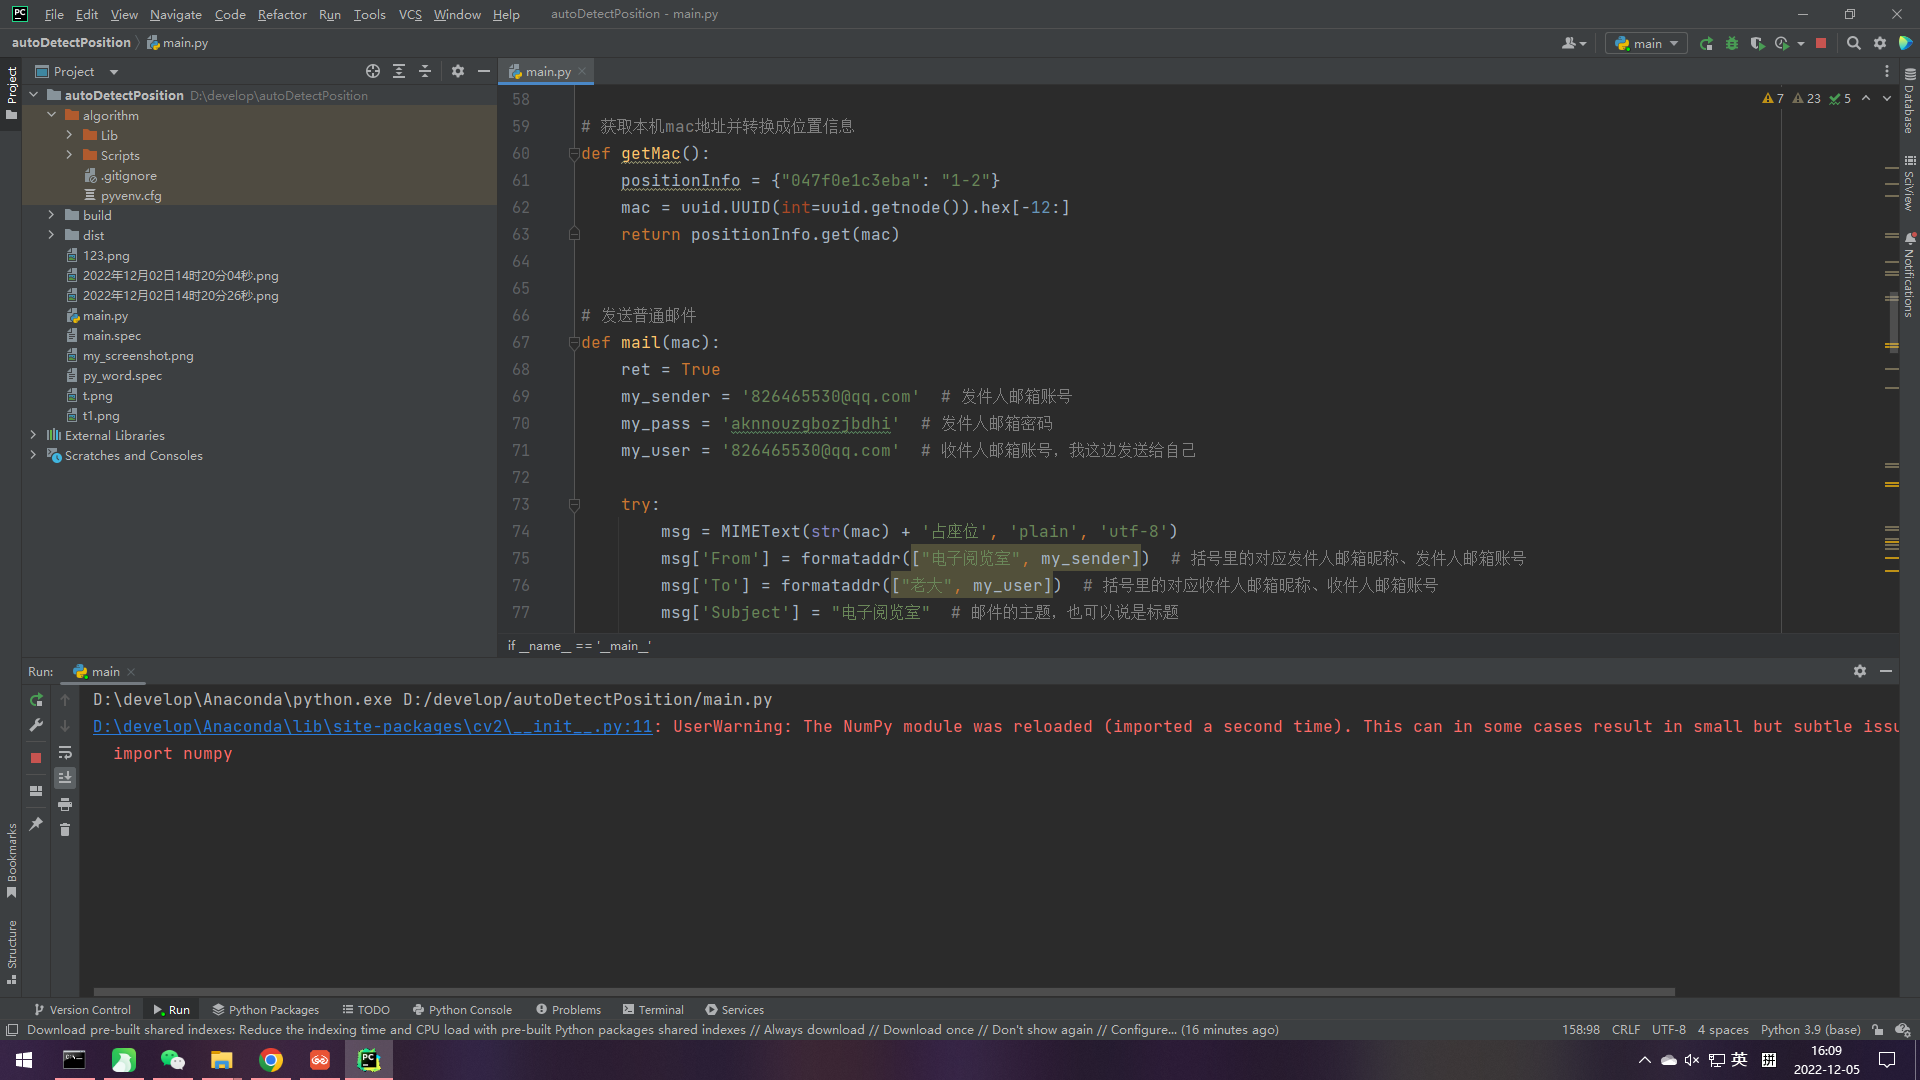 File Edit View Navigate Code Refactor Run Tools VCS Window Help autoDetectPosition - main.py
autoDetectPosition main.py
main
Project
main.py
autoDetectPosition D:\develop\autoDetectPosition
algorithm
Lib
Scripts
.gitignore
pyvenv.cfg
build
dist
123.png
2022年12月02日14时20分04秒.png
2022年12月02日14时20分26秒.png
main.py
main.spec
my_screenshot.png
py_word.spec
t.png
t1.png
External Libraries
Scratches and Consoles
7 23 5
58
59 # 获取本机mac地址并转换成位置信息
60 def getMac():
61 positionInfo = {"047f0e1c3eba": "1-2"}
62 mac = uuid.UUID(int=uuid.getnode()).hex[-12:]
63 return positionInfo.get(mac)
64
65
66 # 发送普通邮件
67 def mail(mac):
68 ret = True
69 my_sender = '826465530@qq.com' # 发件人邮箱账号
70 my_pass = 'aknnouzgbozjbdhi' # 发件人邮箱密码
71 my_user = '826465530@qq.com' # 收件人邮箱账号，我这边发送给自己
72
73 try:
74 msg = MIMEText(str(mac) + '占座位', 'plain', 'utf-8')
75 msg['From'] = formataddr(["电子阅览室", my_sender]) # 括号里的对应发件人邮箱昵称、发件人邮箱账号
76 msg['To'] = formataddr(["老大", my_user]) # 括号里的对应收件人邮箱昵称、收件人邮箱账号
77 msg['Subject'] = "电子阅览室" # 邮件的主题，也可以说是标题
if __name__ == '__main__'
Project
Bookmarks
Structure
Database
SciView
Notifications
Run: main
D:\develop\Anaconda\python.exe D:/develop/autoDetectPosition/main.py
D:\develop\Anaconda\lib\site-packages\cv2\__init__.py:11: UserWarning: The NumPy module was reloaded (imported a second time). This can in some cases result in small but subtle issu
import numpy
Version Control Run Python Packages TODO Python Console Problems Terminal Services
Download pre-built shared indexes: Reduce the indexing time and CPU load with pre-built Python packages shared indexes // Always download // Download once // Don't show again // Configure... (16 minutes ago) 158:98 CRLF UTF-8 4 spaces Python 3.9 (base)
英 拼 16:09
2022-12-05